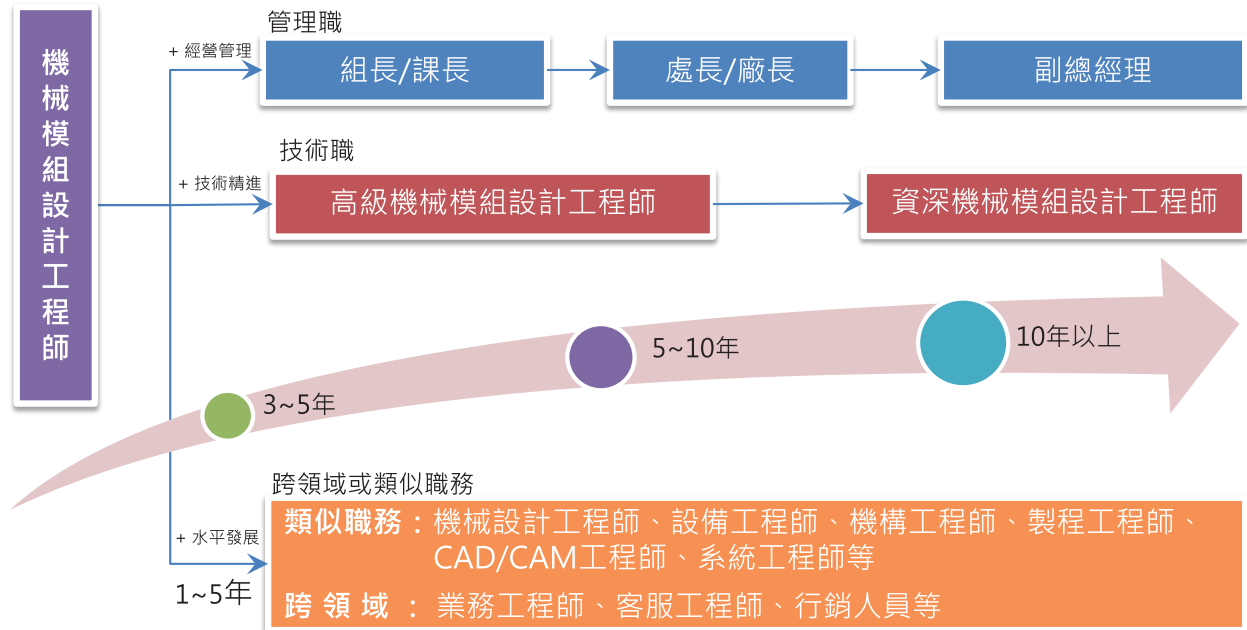 機械模組設計工程師
管理職
+ 經營管理
組長/課長
處長/廠長
副總經理
技術職
+ 技術精進
高級機械模組設計工程師
資深機械模組設計工程師
3~5年
5~10年
10年以上
跨領域或類似職務
+ 水平發展
1~5年
類似職務：機械設計工程師、設備工程師、機構工程師、製程工程師、
CAD/CAM工程師、系統工程師等
跨 領 域 ： 業務工程師、客服工程師、行銷人員等